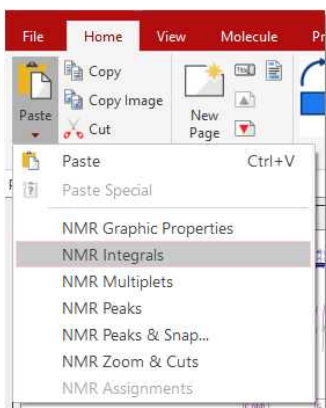 File Home View Molecule Pr
Copy
Copy Image
Cut
Paste
New
Page
Paste Ctrl+V
Paste Special
NMR Graphic Properties
NMR Integrals
NMR Multiplets
NMR Peaks
NMR Peaks & Snap...
NMR Zoom & Cuts
NMR Assignments